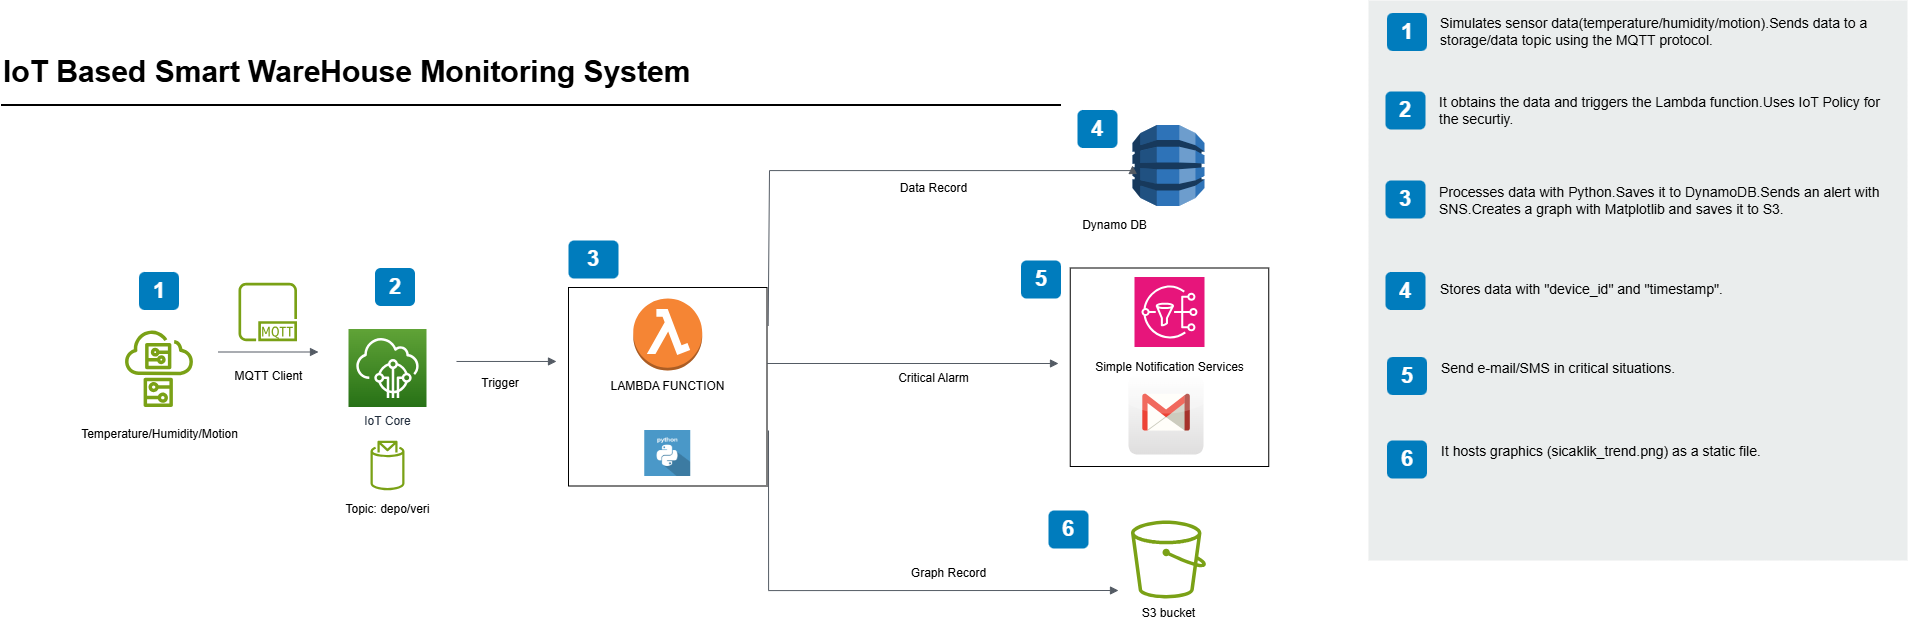 IoT Based Smart WareHouse Monitoring System
1
Simulates sensor data(temperature/humidity/motion).Sends data to a
storage/data topic using the MQTT protocol.
2
It obtains the data and triggers the Lambda function.Uses IoT Policy for
the securtiy.
3
Processes data with Python.Saves it to DynamoDB.Sends an alert with
SNS.Creates a graph with Matplotlib and saves it to S3.
4
Stores data with "device_id" and "timestamp".
5
Send e-mail/SMS in critical situations.
6
It hosts graphics (sicaklik_trend.png) as a static file.
1
Temperature/Humidity/Motion
MQTT
MQTT Client
2
IoT Core
Topic: depo/veri
Trigger
3
LAMBDA FUNCTION
python
Data Record
4
Dynamo DB
Critical Alarm
5
Simple Notification Services
Graph Record
6
S3 bucket